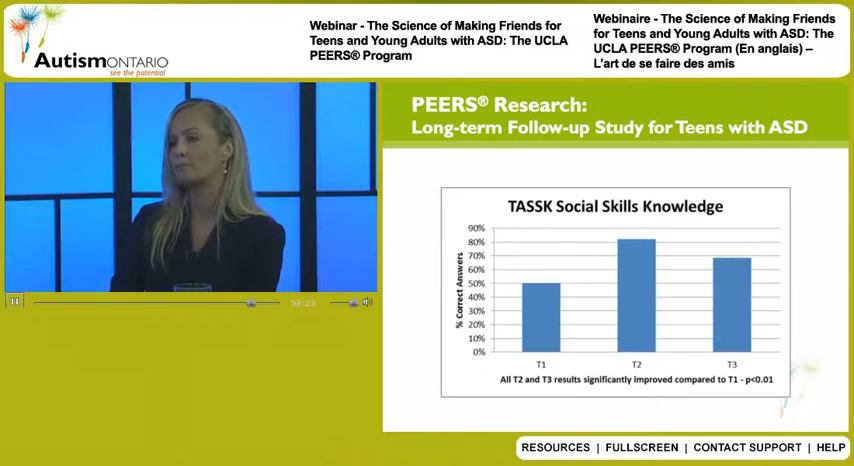 Webinar - The Science of Making Friends for
Teens and Young Adults with ASD: The UCLA
PEERS® Program
Webinaire - The Science of Making Friends
for Teens and Young Adults with ASD: The
UCLA PEERS® Program (En anglais) –
L'art de se faire des amis
AutismONTARIO
see the potential
PEERS® Research:
Long-term Follow-up Study for Teens with ASD
TASSK Social Skills Knowledge
% Correct Answers
90%
80%
70%
60%
50%
40%
30%
20%
10%
0%
T1 T2 T3
All T2 and T3 results significantly improved compared to T1 - p<0.01
RESOURCES | FULLSCREEN | CONTACT SUPPORT | HELP